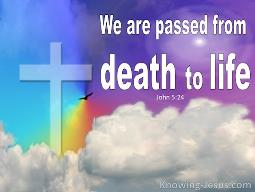 We are passed from
death to life
John 5:24
Knowing-Jesus.com